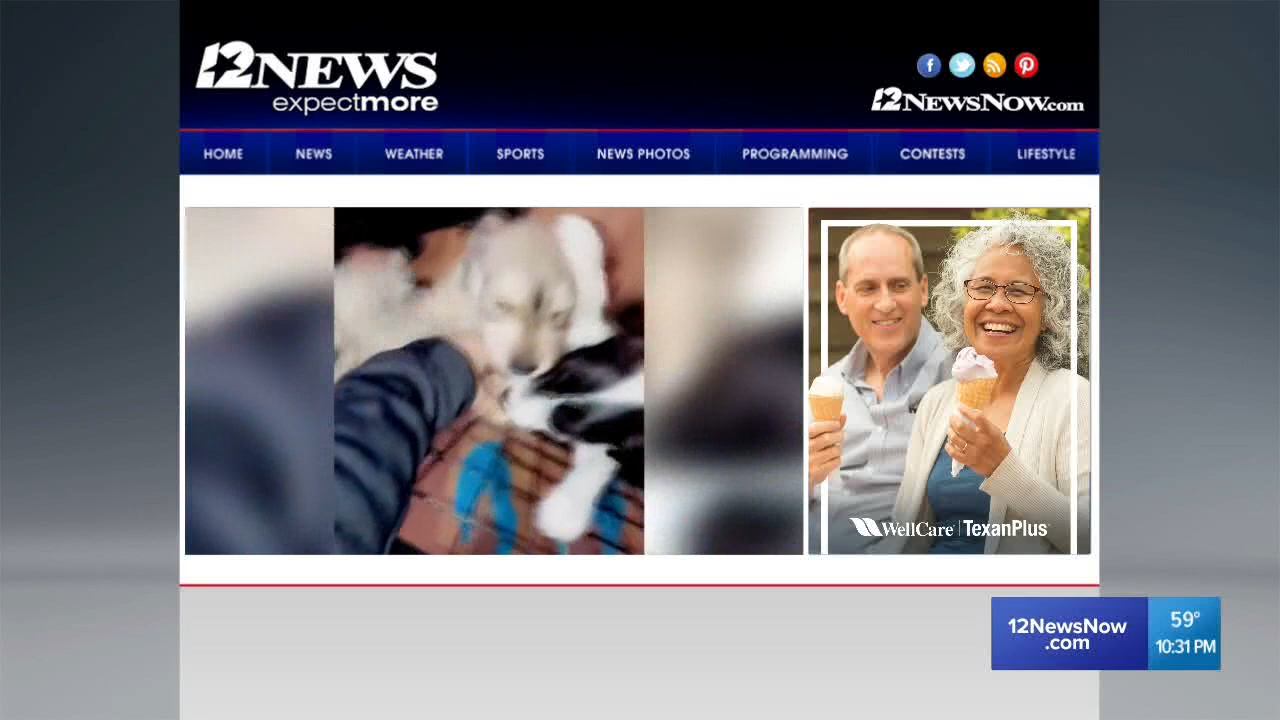 12NEWS
expectmore
12NEWSNOW.com
HOME NEWS WEATHER SPORTS NEWS PHOTOS PROGRAMMING CONTESTS LIFESTYLE
WellCare | TexanPlus
12NewsNow
.com
59°
10:31 PM